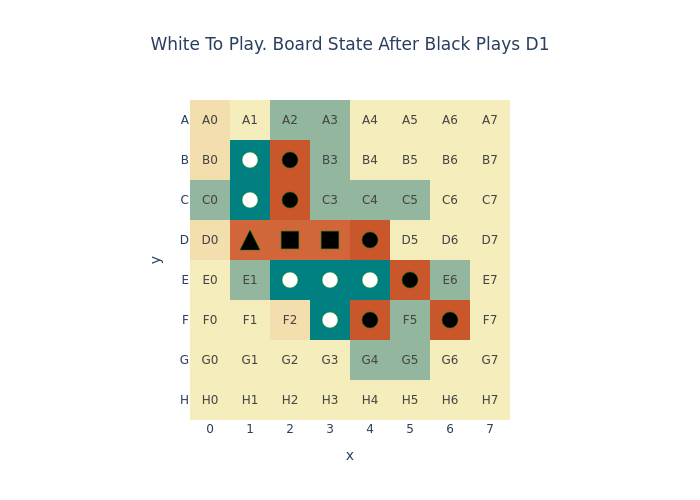 White To Play. Board State After Black Plays D1
A A0 A1 A2 A3 A4 A5 A6 A7
B B0 B3 B4 B5 B6 B7
C C0 C3 C4 C5 C6 C7
D D0 D5 D6 D7
E E0 E1 E6 E7
F F0 F1 F2 F5 F7
G G0 G1 G2 G3 G4 G5 G6 G7
H H0 H1 H2 H3 H4 H5 H6 H7
0 1 2 3 4 5 6 7
x
y